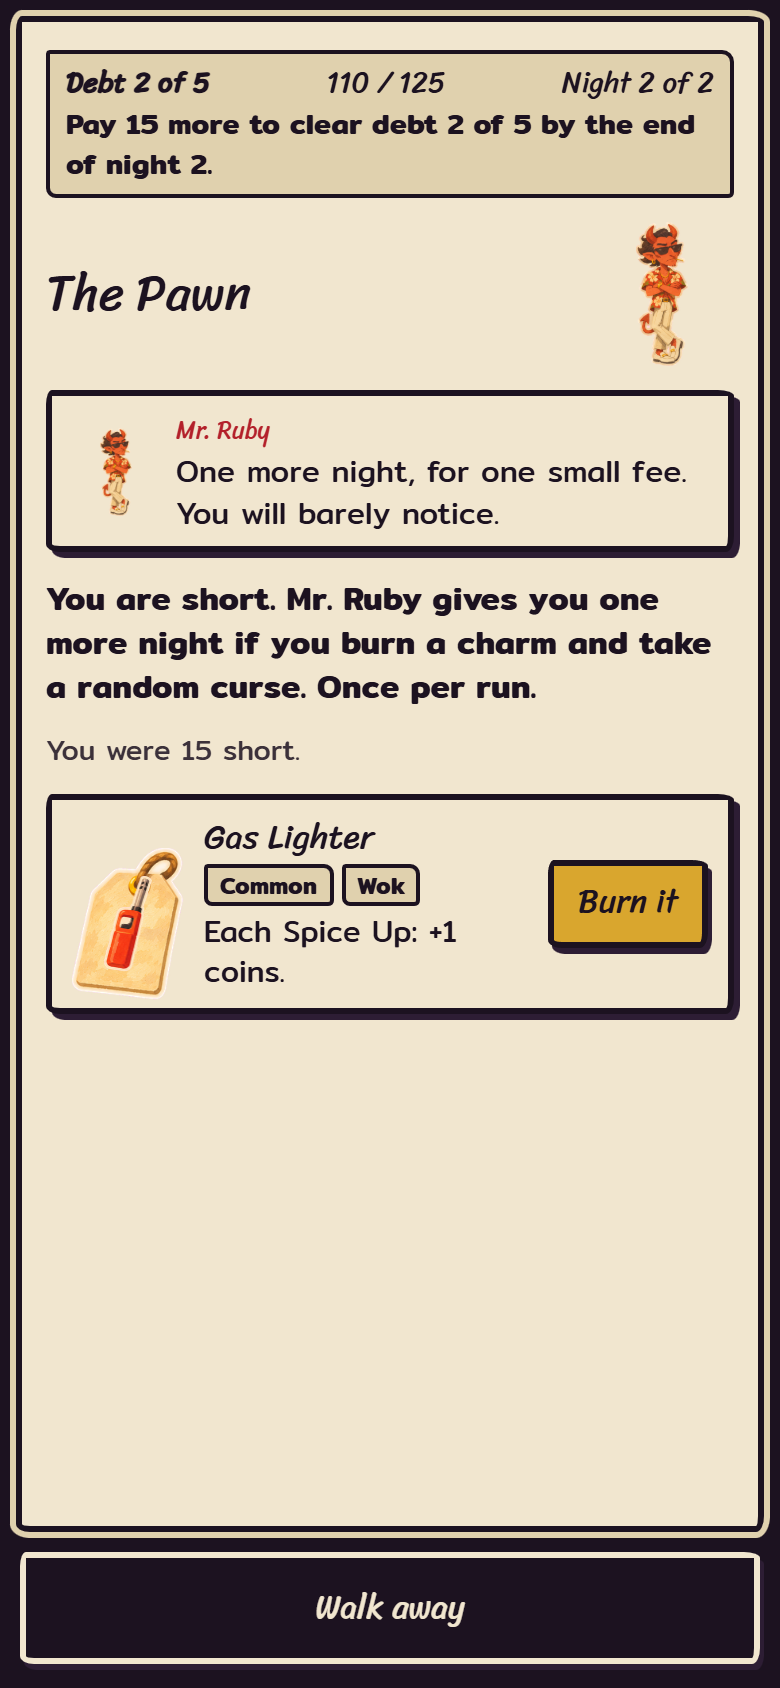 Debt 2 of 5 110 / 125 Night 2 of 2
Pay 15 more to clear debt 2 of 5 by the end
of night 2.
The Pawn
Mr. Ruby
One more night, for one small fee.
You will barely notice.
You are short. Mr. Ruby gives you one
more night if you burn a charm and take
a random curse. Once per run.
You were 15 short.
Gas Lighter
Common Wok
Each Spice Up: +1
coins.
Burn it
Walk away